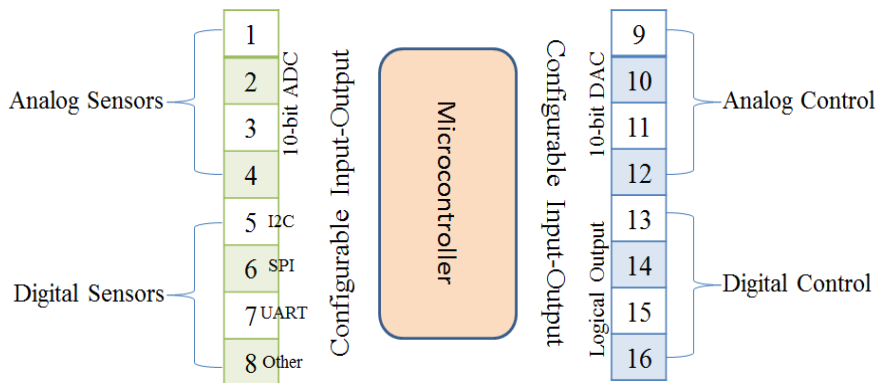 Analog Sensors
Digital Sensors
1
2
3
4
5 I2C
6 SPI
7 UART
8 Other
10-bit ADC
Configurable Input-Output
Microcontroller
Configurable Input-Output
10-bit DAC
Logical Output
9
10
11
12
13
14
15
16
Analog Control
Digital Control